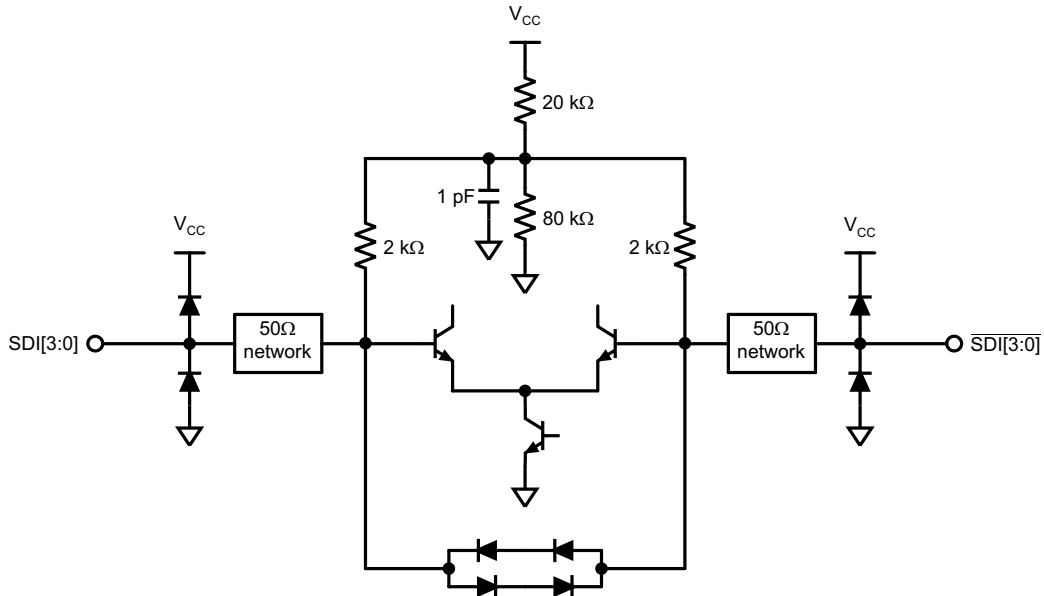 V_CC
20 kΩ
1 pF
80 kΩ
V_CC
2 kΩ
2 kΩ
V_CC
SDI[3:0]
50Ω
network
50Ω
network
S̅D̅I̅[̅3̅:̅0̅]̅